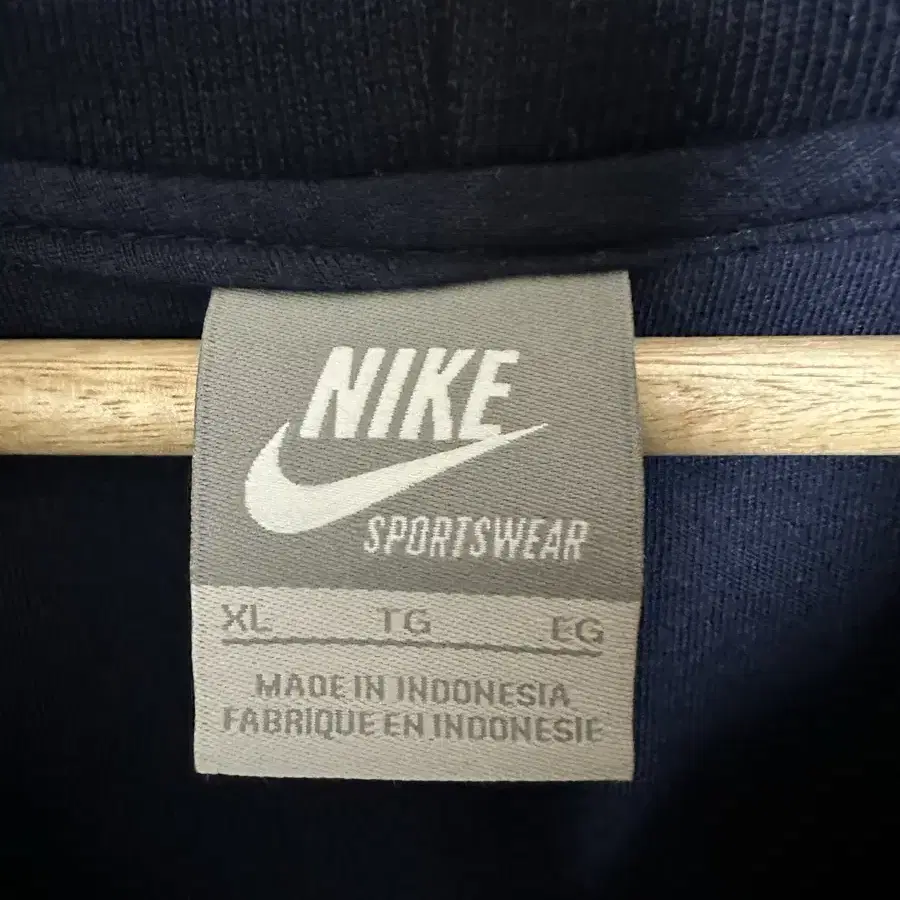 NIKE
SPORTSWEAR
XL TG EG
MADE IN INDONESIA
FABRIQUE EN INDONESIE